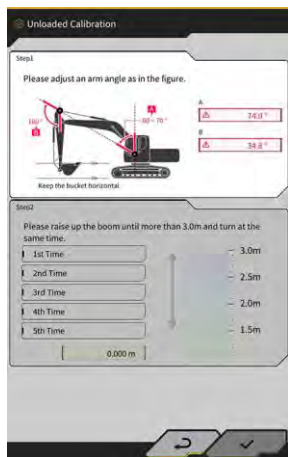 Unloaded Calibration
Step1
Please adjust an arm angle as in the figure.
A
160°
B
A
60~70°
74.0 °
B
34.8 °
Keep the bucket horizontal
Step2
Please raise up the boom until more than 3.0m and turn at the
same time.
1st Time
2nd Time
3rd Time
4th Time
5th Time
0.000 m
3.0m
2.5m
2.0m
1.5m